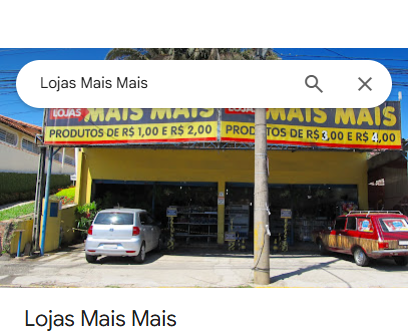 Lojas Mais Mais
LOJAS MAIS MAIS LOJAS MAIS MAIS
PRODUTOS DE R$ 1,00 E R$ 2,00 PRODUTOS DE R$ 3,00 E R$ 4,00
Lojas Mais Mais